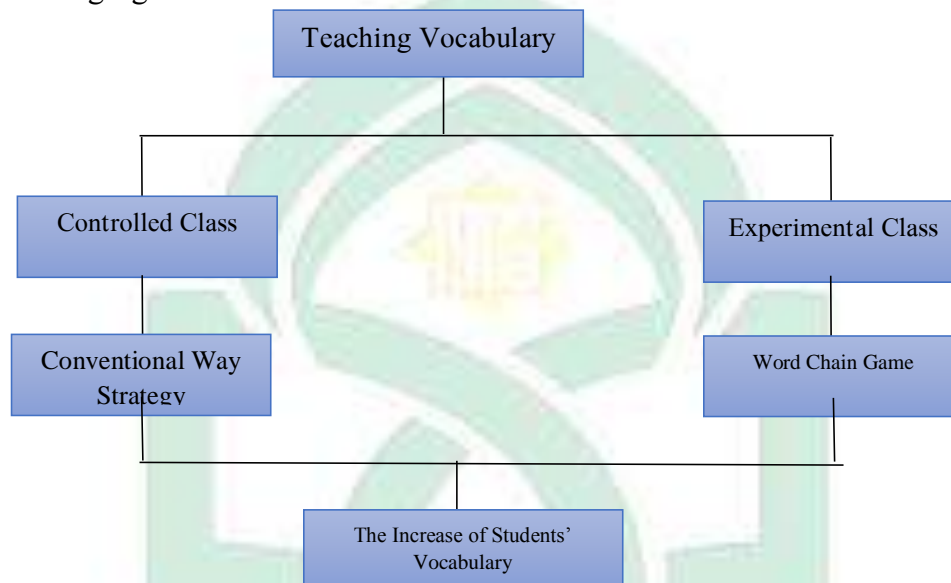 Teaching Vocabulary
Controlled Class
Experimental Class
Conventional Way
Strategy
Word Chain Game
The Increase of Students’
Vocabulary